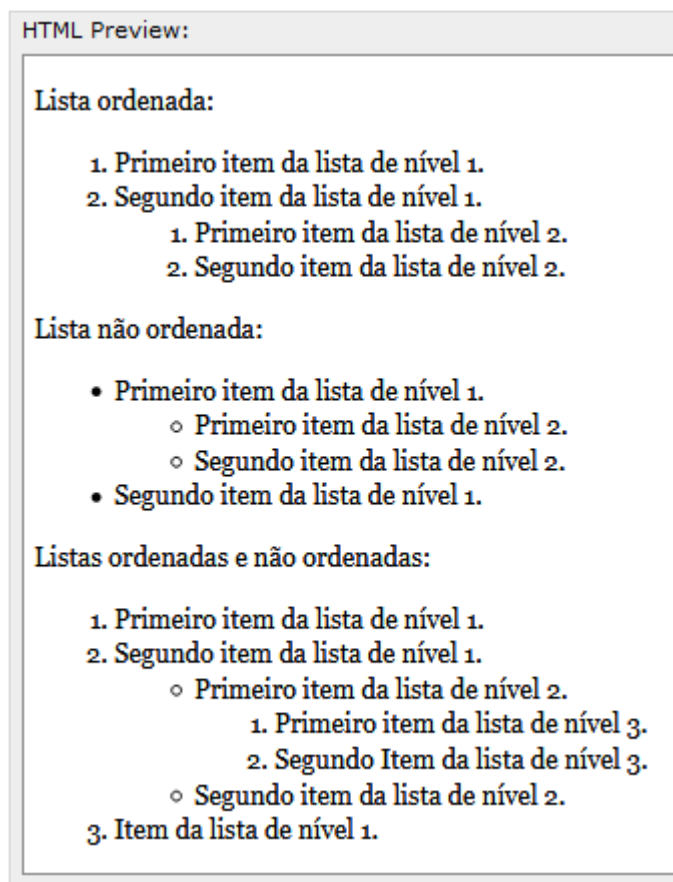 HTML Preview:
Lista ordenada:
1. Primeiro item da lista de nível 1.
2. Segundo item da lista de nível 1.
1. Primeiro item da lista de nível 2.
2. Segundo item da lista de nível 2.
Lista não ordenada:
• Primeiro item da lista de nível 1.
○ Primeiro item da lista de nível 2.
○ Segundo item da lista de nível 2.
• Segundo item da lista de nível 1.
Listas ordenadas e não ordenadas:
1. Primeiro item da lista de nível 1.
2. Segundo item da lista de nível 1.
○ Primeiro item da lista de nível 2.
1. Primeiro item da lista de nível 3.
2. Segundo Item da lista de nível 3.
○ Segundo item da lista de nível 2.
3. Item da lista de nível 1.